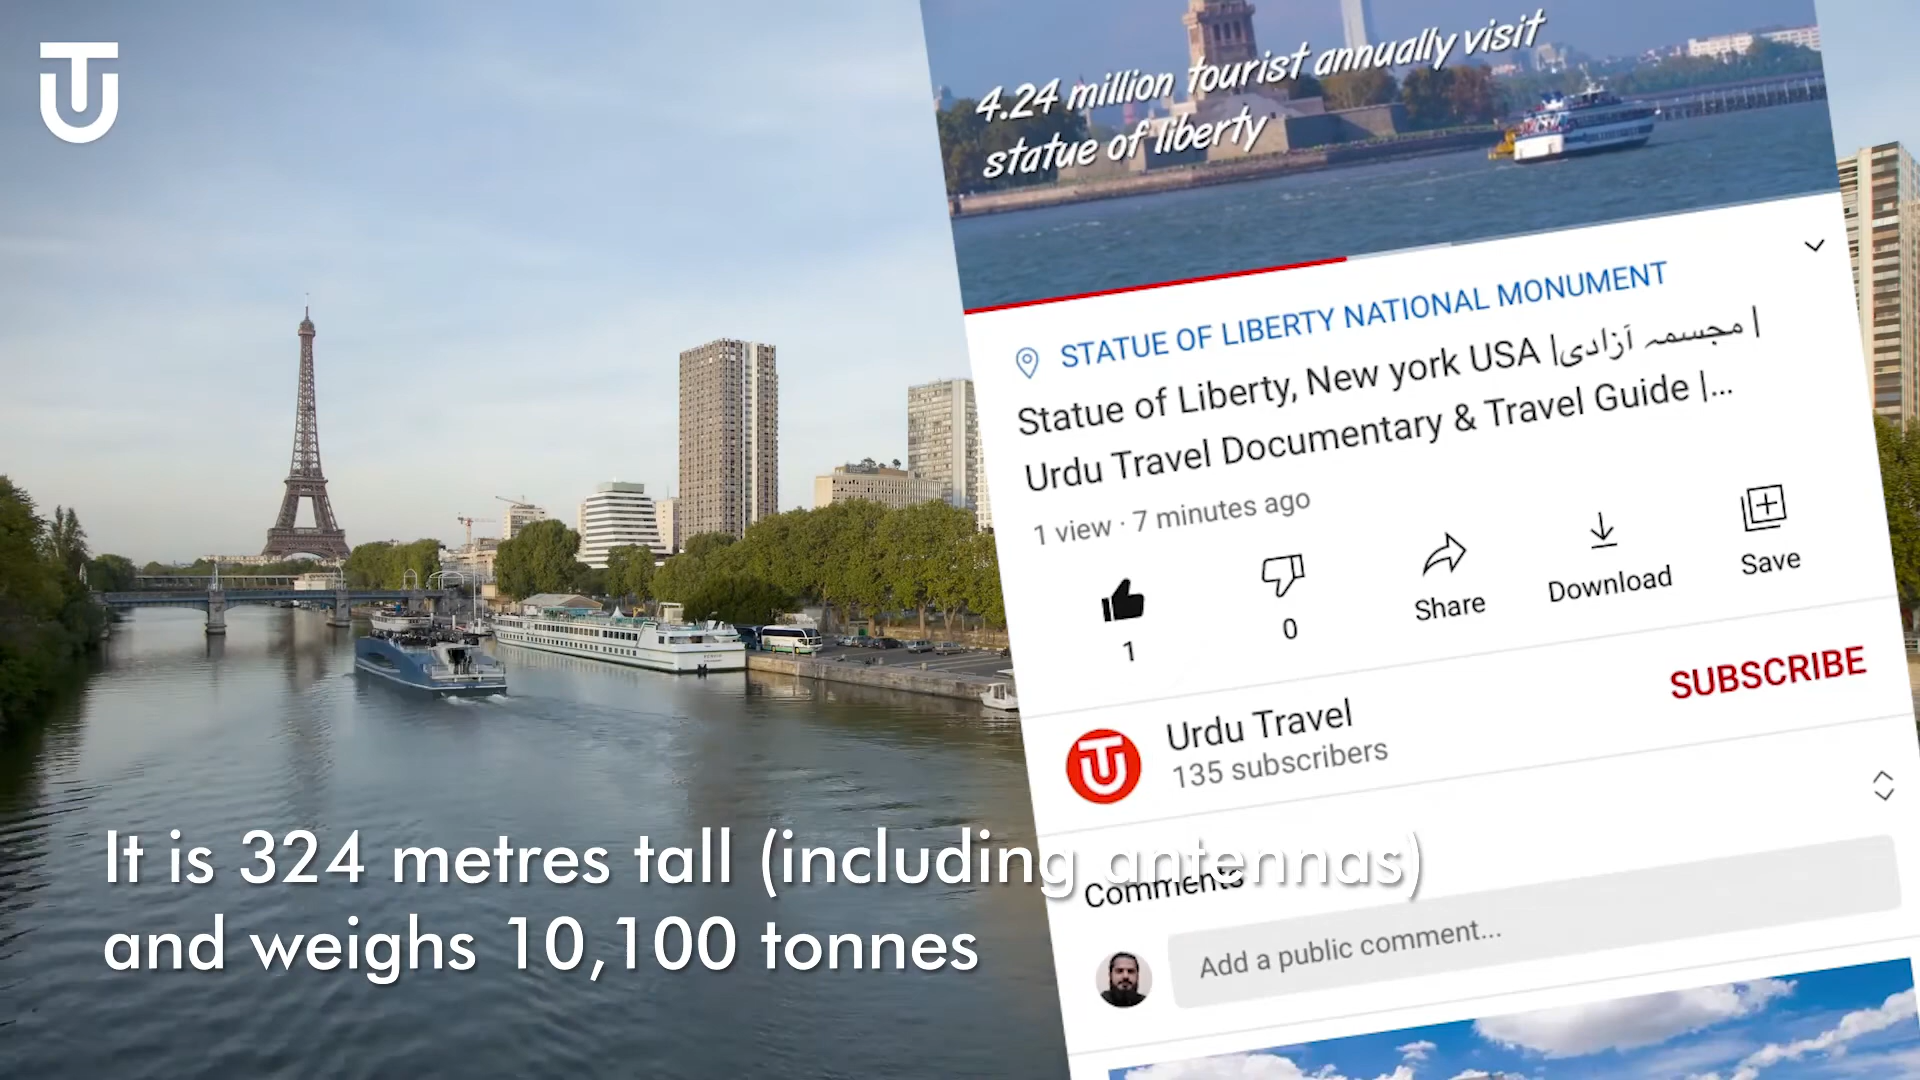 4.24 million tourist annually visit
statue of liberty
STATUE OF LIBERTY NATIONAL MONUMENT
Statue of Liberty, New york USA |مجسمہ آزادی |
Urdu Travel Documentary & Travel Guide |...
1 view · 7 minutes ago
1
0
Share
Download
Save
Urdu Travel
135 subscribers
SUBSCRIBE
It is 324 metres tall (including antennas)
and weighs 10,100 tonnes
Comments
Add a public comment...